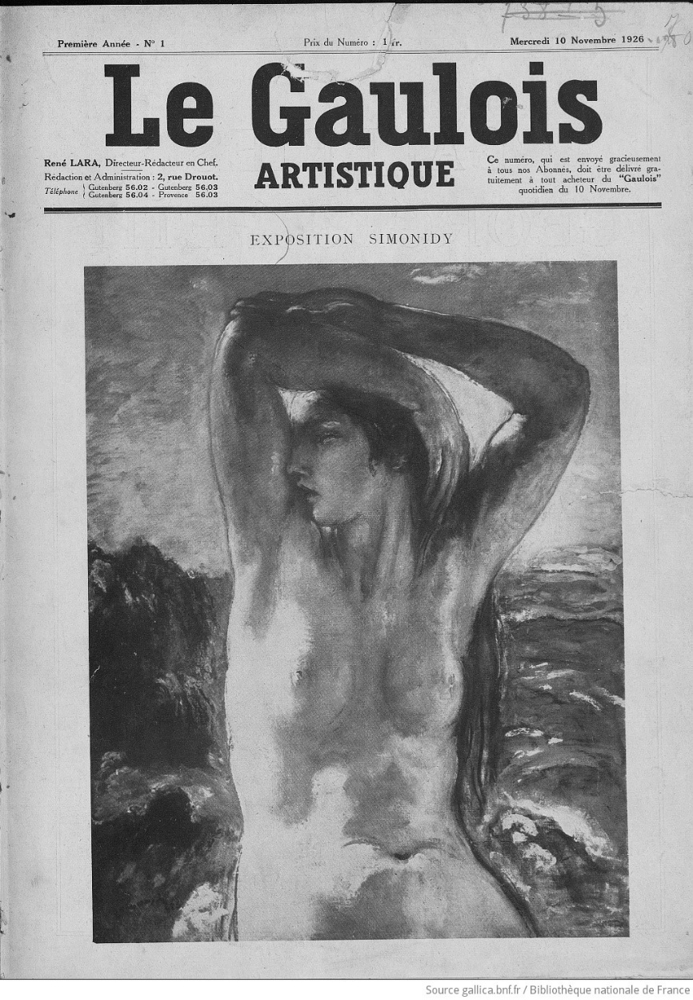 Première Année - N° 1
Prix du Numéro : 1 fr.
Mercredi 10 Novembre 1926
Le Gaulois
ARTISTIQUE
René LARA, Directeur-Rédacteur en Chef.
Rédaction et Administration : 2, rue Drouot.
Téléphone { Gutenberg 56.02 - Gutenberg 56.03
Gutenberg 56.04 - Provence 56.03
Ce numéro, qui est envoyé gracieusement
à tous nos Abonnés, doit être délivré gra-
tuitement à tout acheteur du "Gaulois"
quotidien du 10 Novembre.
EXPOSITION SIMONIDY
Source gallica.bnf.fr / Bibliothèque nationale de France